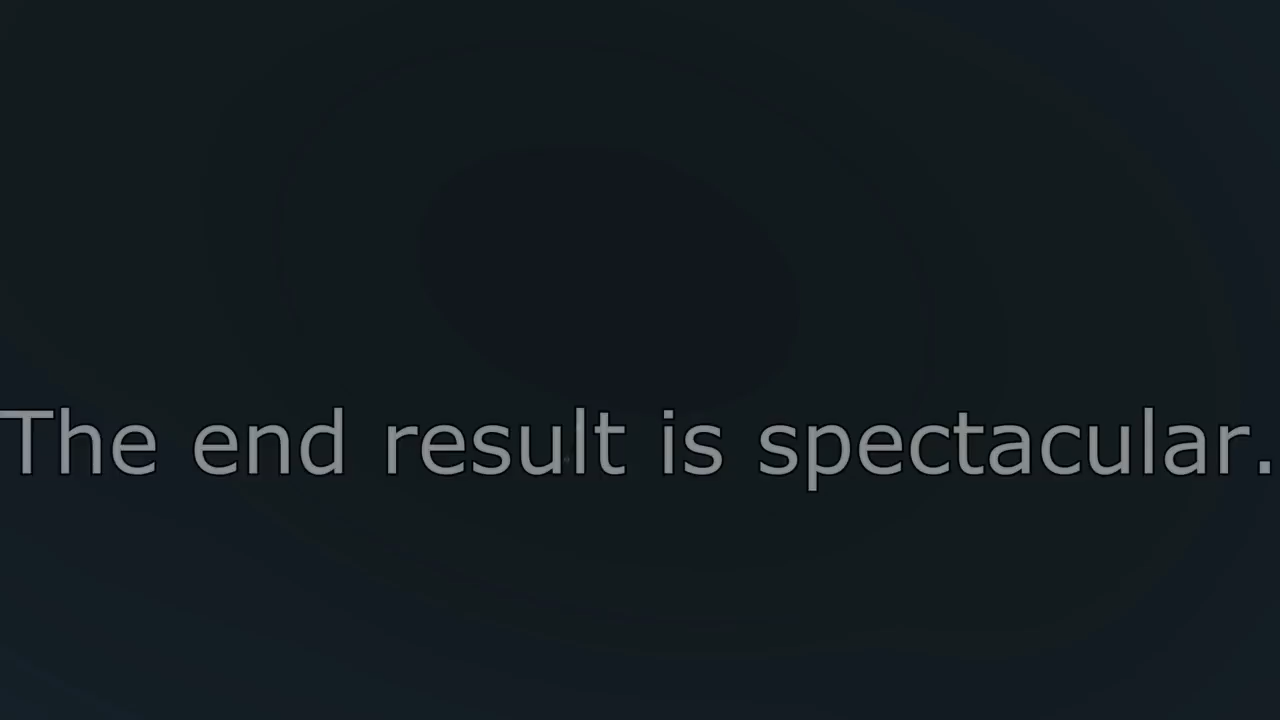 The end result is spectacular.